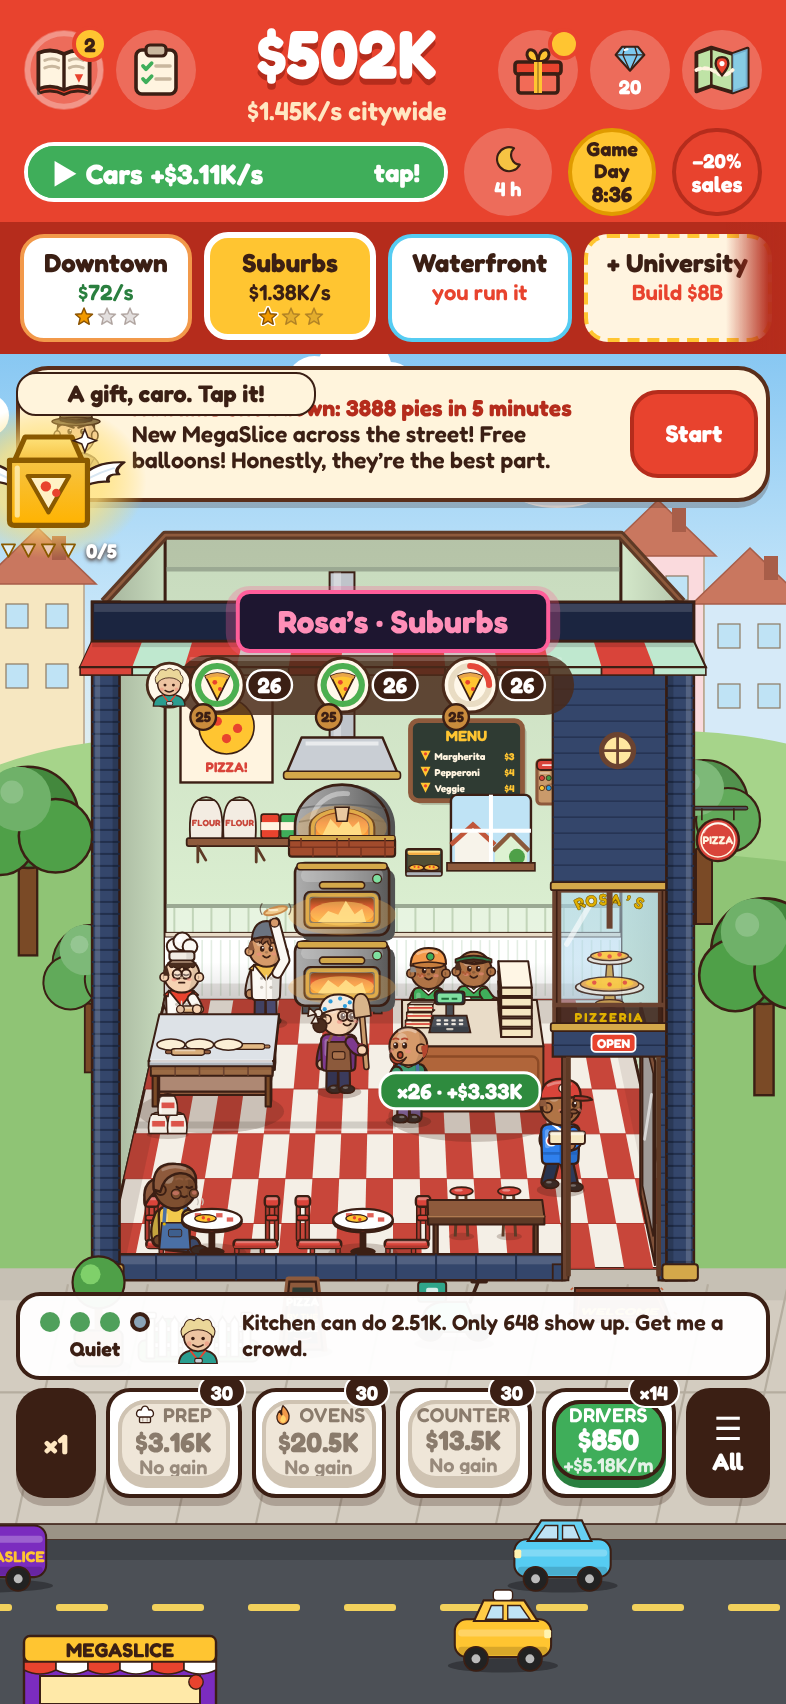 2
$502K
$1.45K/s citywide
20
Cars +$3.11K/s
tap!
4 h
Game
Day
8:36
-20%
sales
Downtown
$72/s
Suburbs
$1.38K/s
Waterfront
you run it
+ University
Build $8B
A gift, caro. Tap it!
wn: 3888 pies in 5 minutes
New MegaSlice across the street! Free
balloons! Honestly, they're the best part.
Start
0/5
Rosa's · Suburbs
26
26
26
25
25
25
PIZZA!
MENU
Margherita $3
Pepperoni $4
Veggie $4
FLOUR
FLOUR
PIZZA
ROSA'S
PIZZERIA
OPEN
×26 · +$3.33K
Quiet
Kitchen can do 2.51K. Only 648 show up. Get me a
crowd.
×1
30
PREP
$3.16K
No gain
30
OVENS
$20.5K
No gain
30
COUNTER
$13.5K
No gain
×14
DRIVERS
$850
+$5.18K/m
All
ASLICE
MEGASLICE